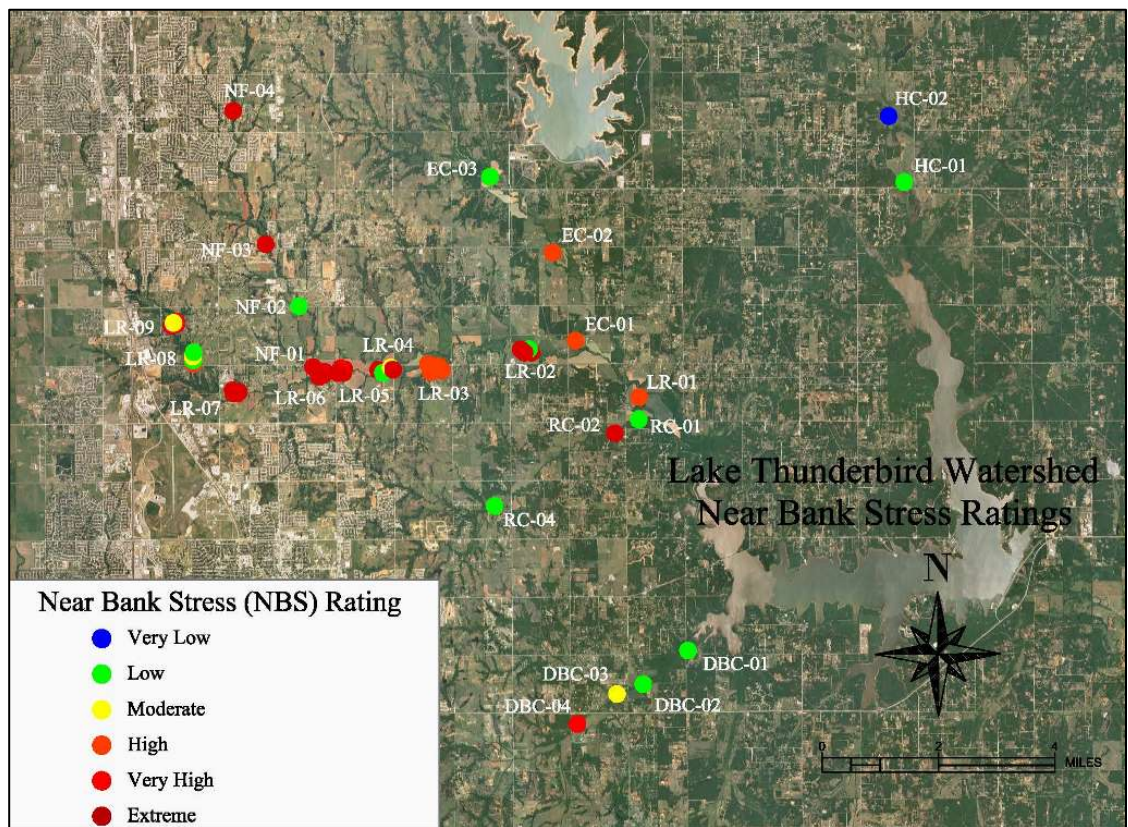 NF-04
HC-02
EC-03
HC-01
NF-03
EC-02
NF-02
LR-09
EC-01
LR-08
NF-01
LR-04
LR-02
LR-07
LR-06
LR-05
LR-03
LR-01
RC-02
RC-01
Lake Thunderbird Watershed
Near Bank Stress Ratings
RC-04
N
Near Bank Stress (NBS) Rating
Very Low
Low
Moderate
High
Very High
Extreme
DBC-01
DBC-03
DBC-02
DBC-04
0 2 4
MILES